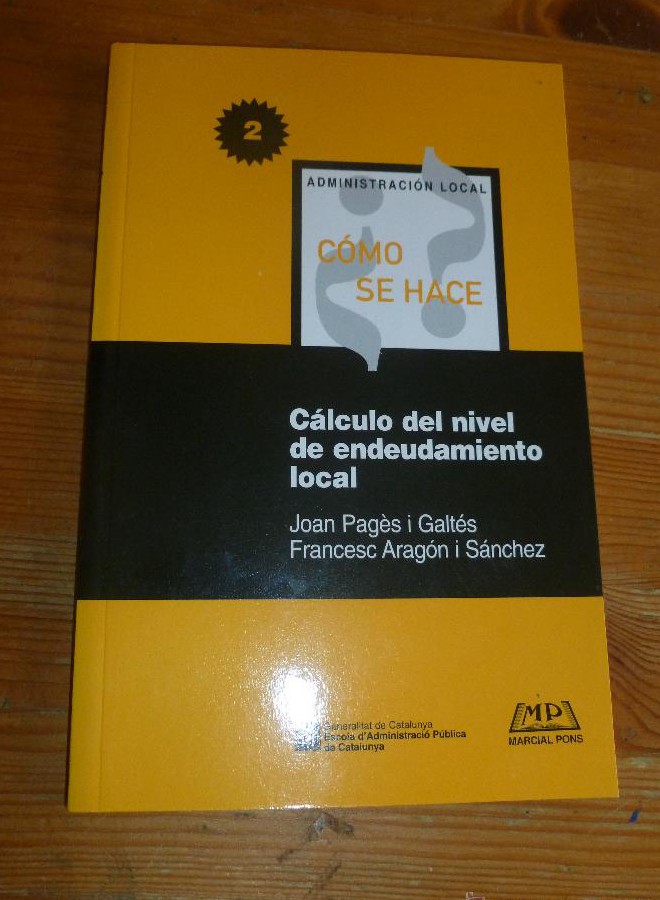 2
ADMINISTRACIÓN LOCAL
CÓMO
SE HACE
Cálculo del nivel
de endeudamiento
local
Joan Pagès i Galtés
Francesc Aragón i Sánchez
Generalitat de Catalunya
Escola d'Administració Pública
de Catalunya
MP
MARCIAL PONS